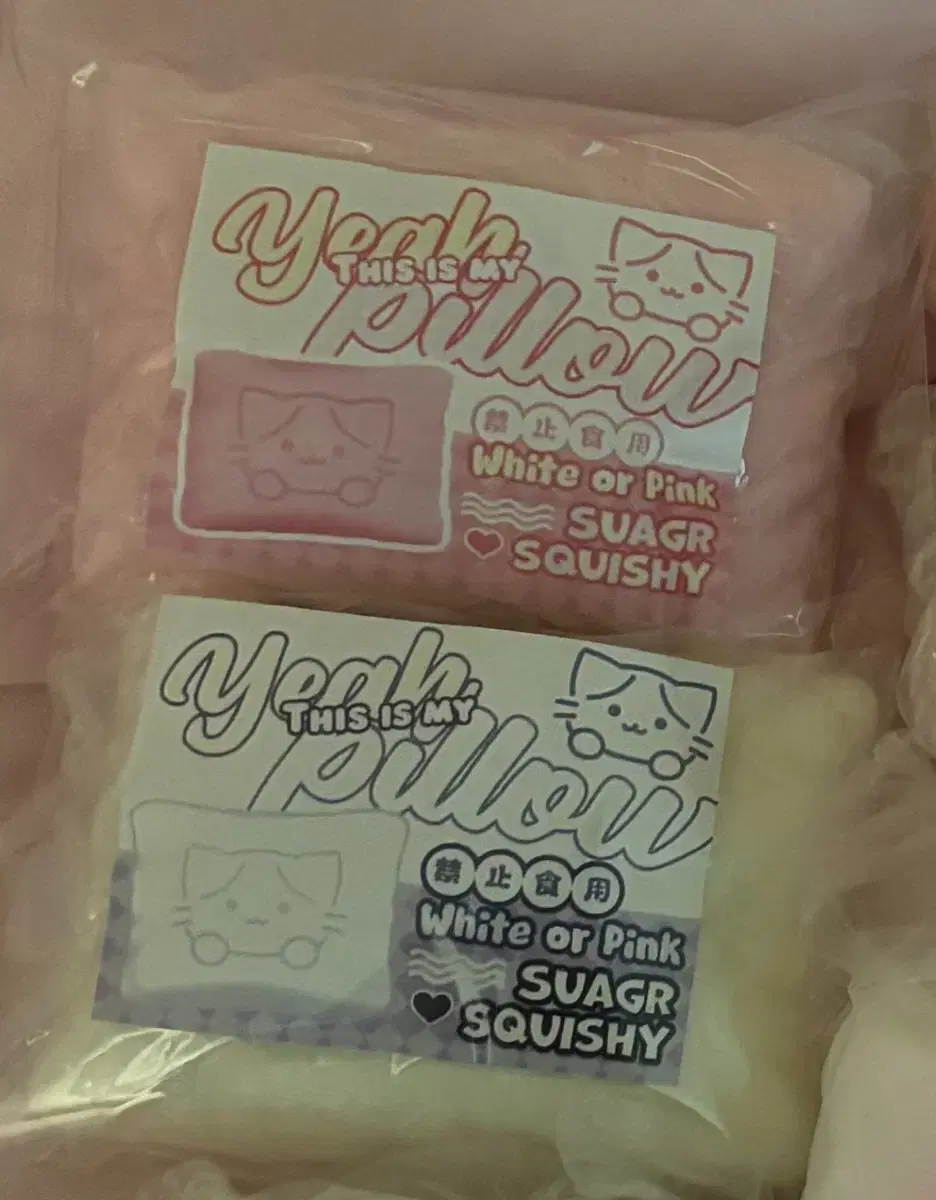 Yeah,
THIS IS MY
pillow
禁止食用
White or Pink
SUAGR
SQUISHY
Yeah,
THIS IS MY
pillow
禁止食用
White or Pink
SUAGR
SQUISHY